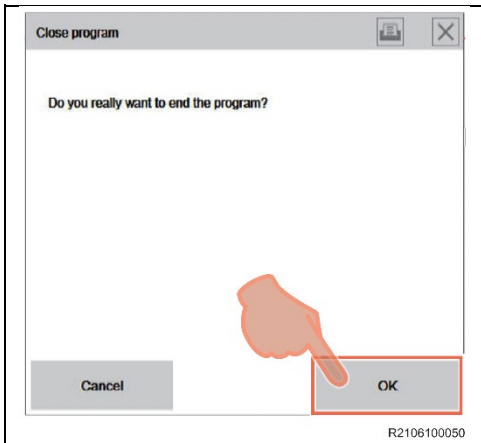 Close program
Do you really want to end the program?
Cancel
OK
R2106100050